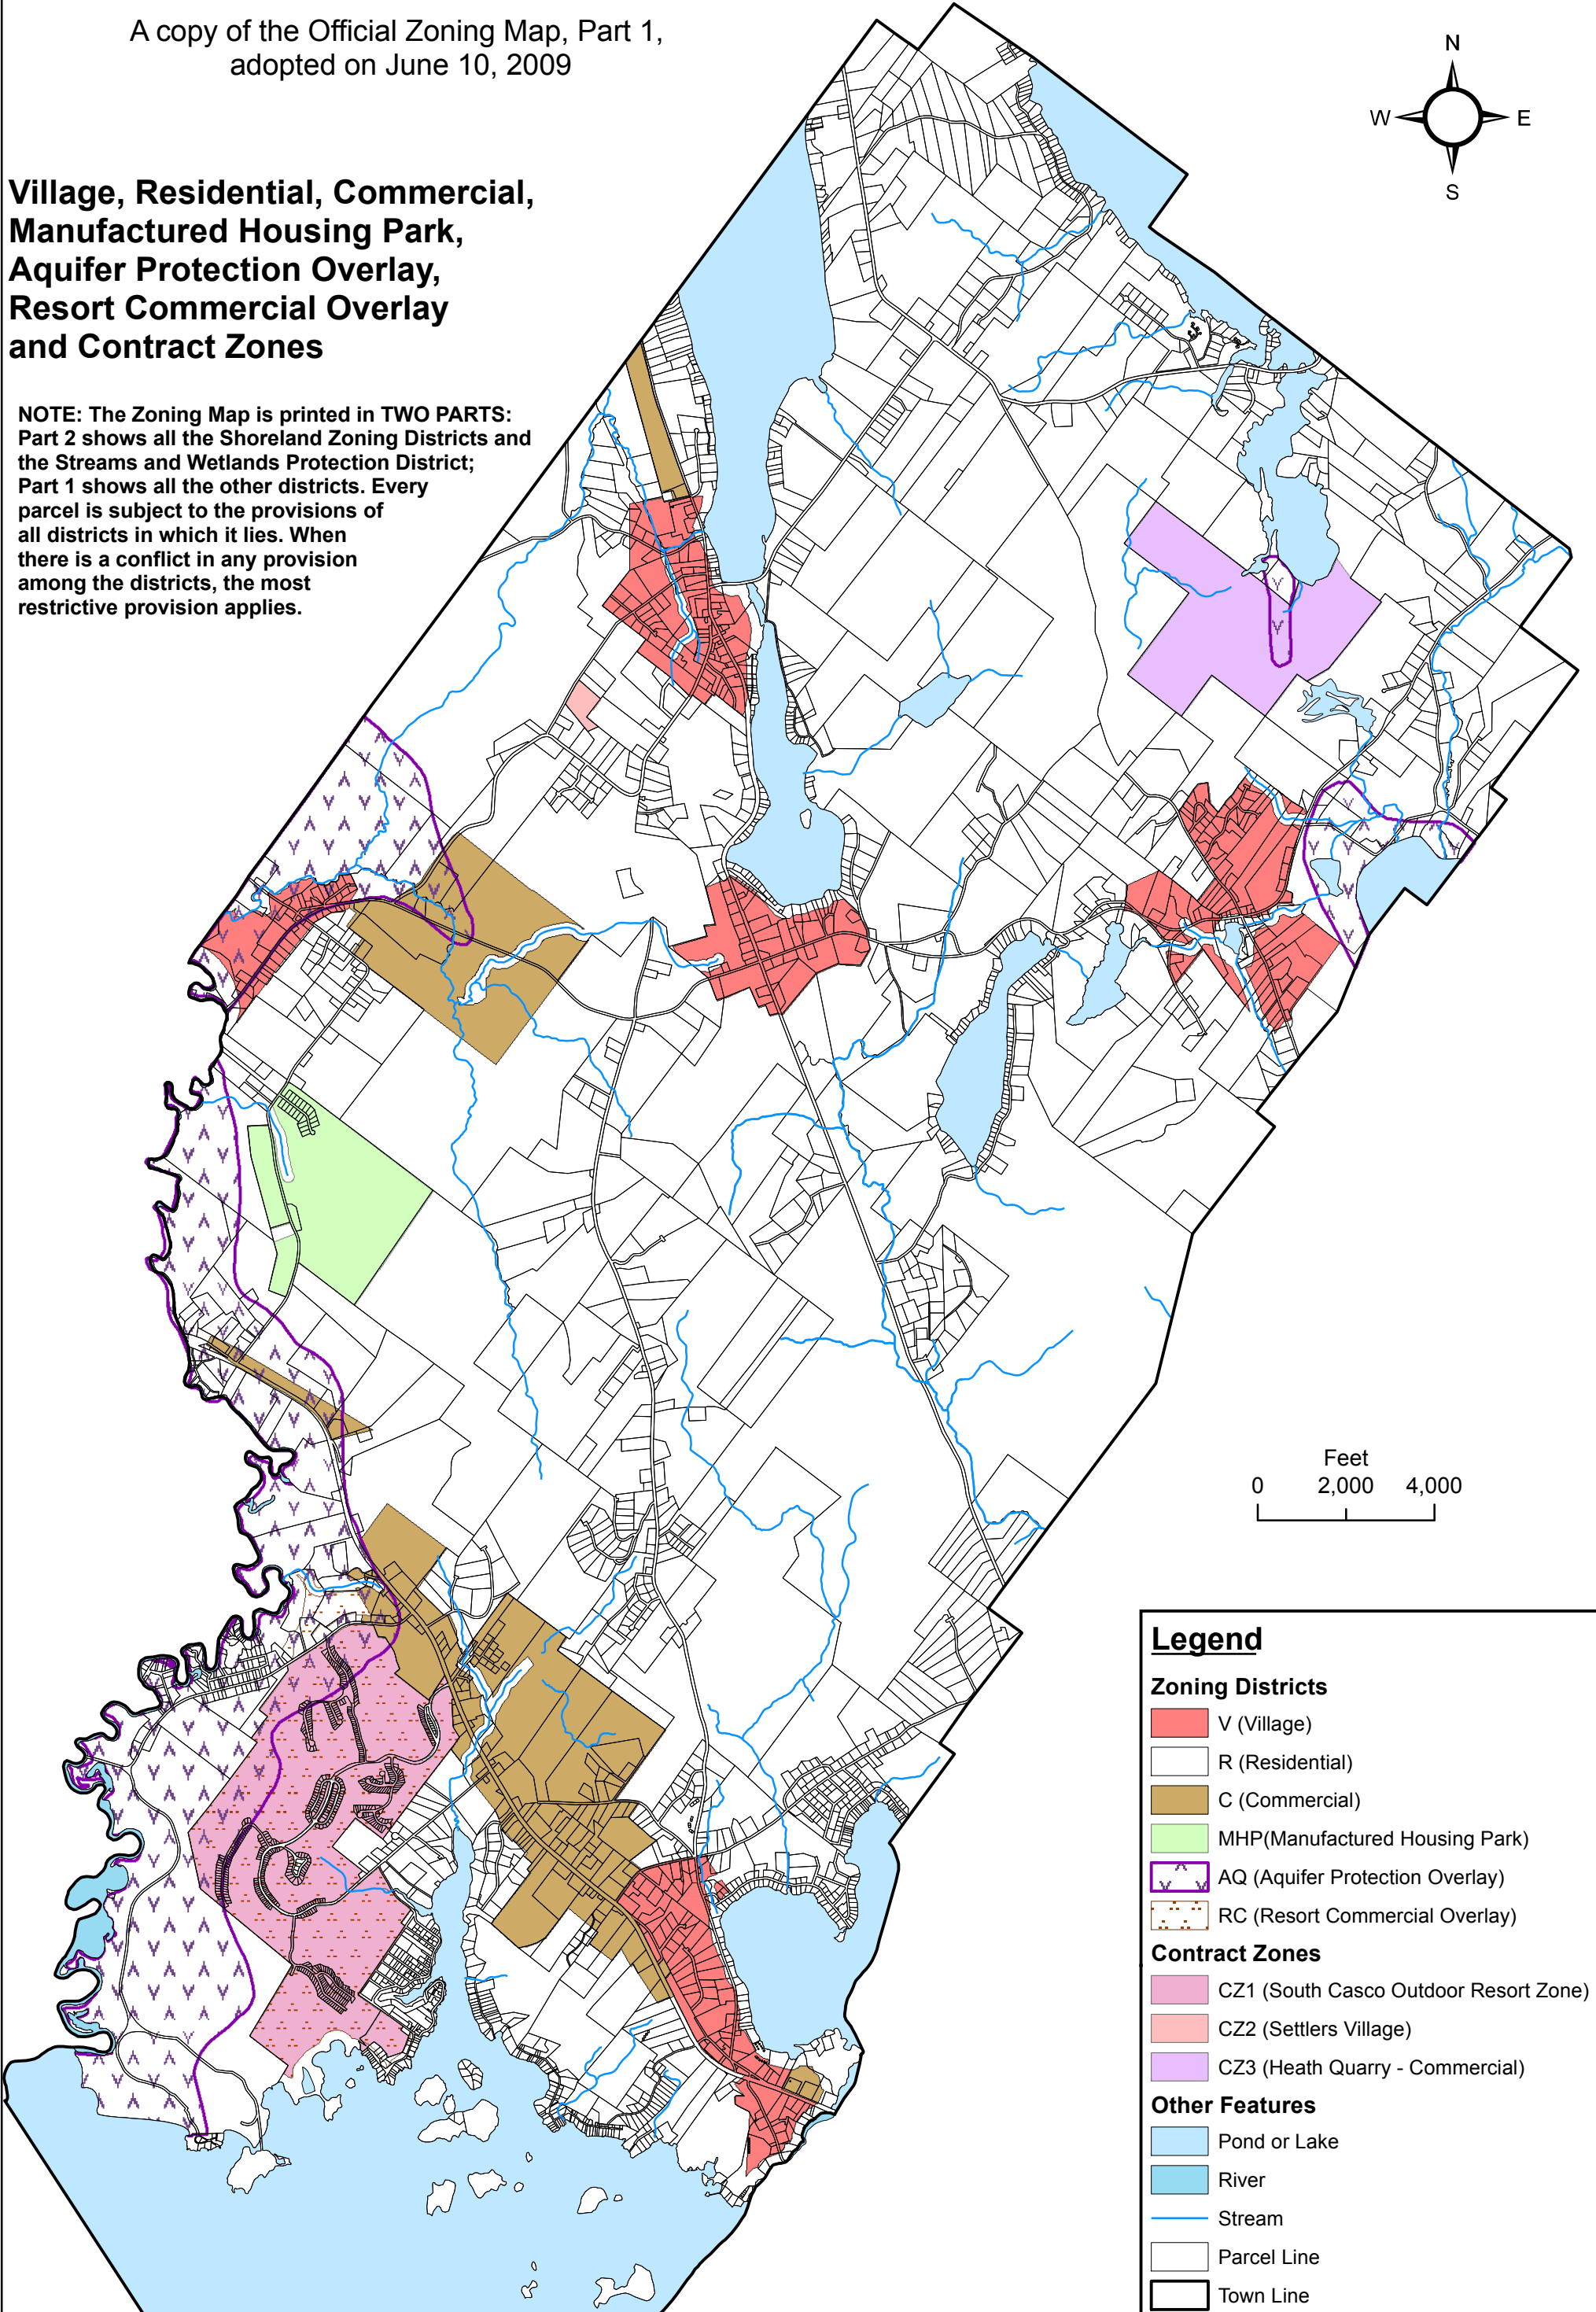 A copy of the Official Zoning Map, Part 1,
adopted on June 10, 2009
N
W
E
S
Village, Residential, Commercial,
Manufactured Housing Park,
Aquifer Protection Overlay,
Resort Commercial Overlay
and Contract Zones
NOTE: The Zoning Map is printed in TWO PARTS:
Part 2 shows all the Shoreland Zoning Districts and
the Streams and Wetlands Protection District;
Part 1 shows all the other districts. Every
parcel is subject to the provisions of
all districts in which it lies. When
there is a conflict in any provision
among the districts, the most
restrictive provision applies.
Feet
0 2,000 4,000
Legend
Zoning Districts
V (Village)
R (Residential)
C (Commercial)
MHP(Manufactured Housing Park)
AQ (Aquifer Protection Overlay)
RC (Resort Commercial Overlay)
Contract Zones
CZ1 (South Casco Outdoor Resort Zone)
CZ2 (Settlers Village)
CZ3 (Heath Quarry - Commercial)
Other Features
Pond or Lake
River
Stream
Parcel Line
Town Line